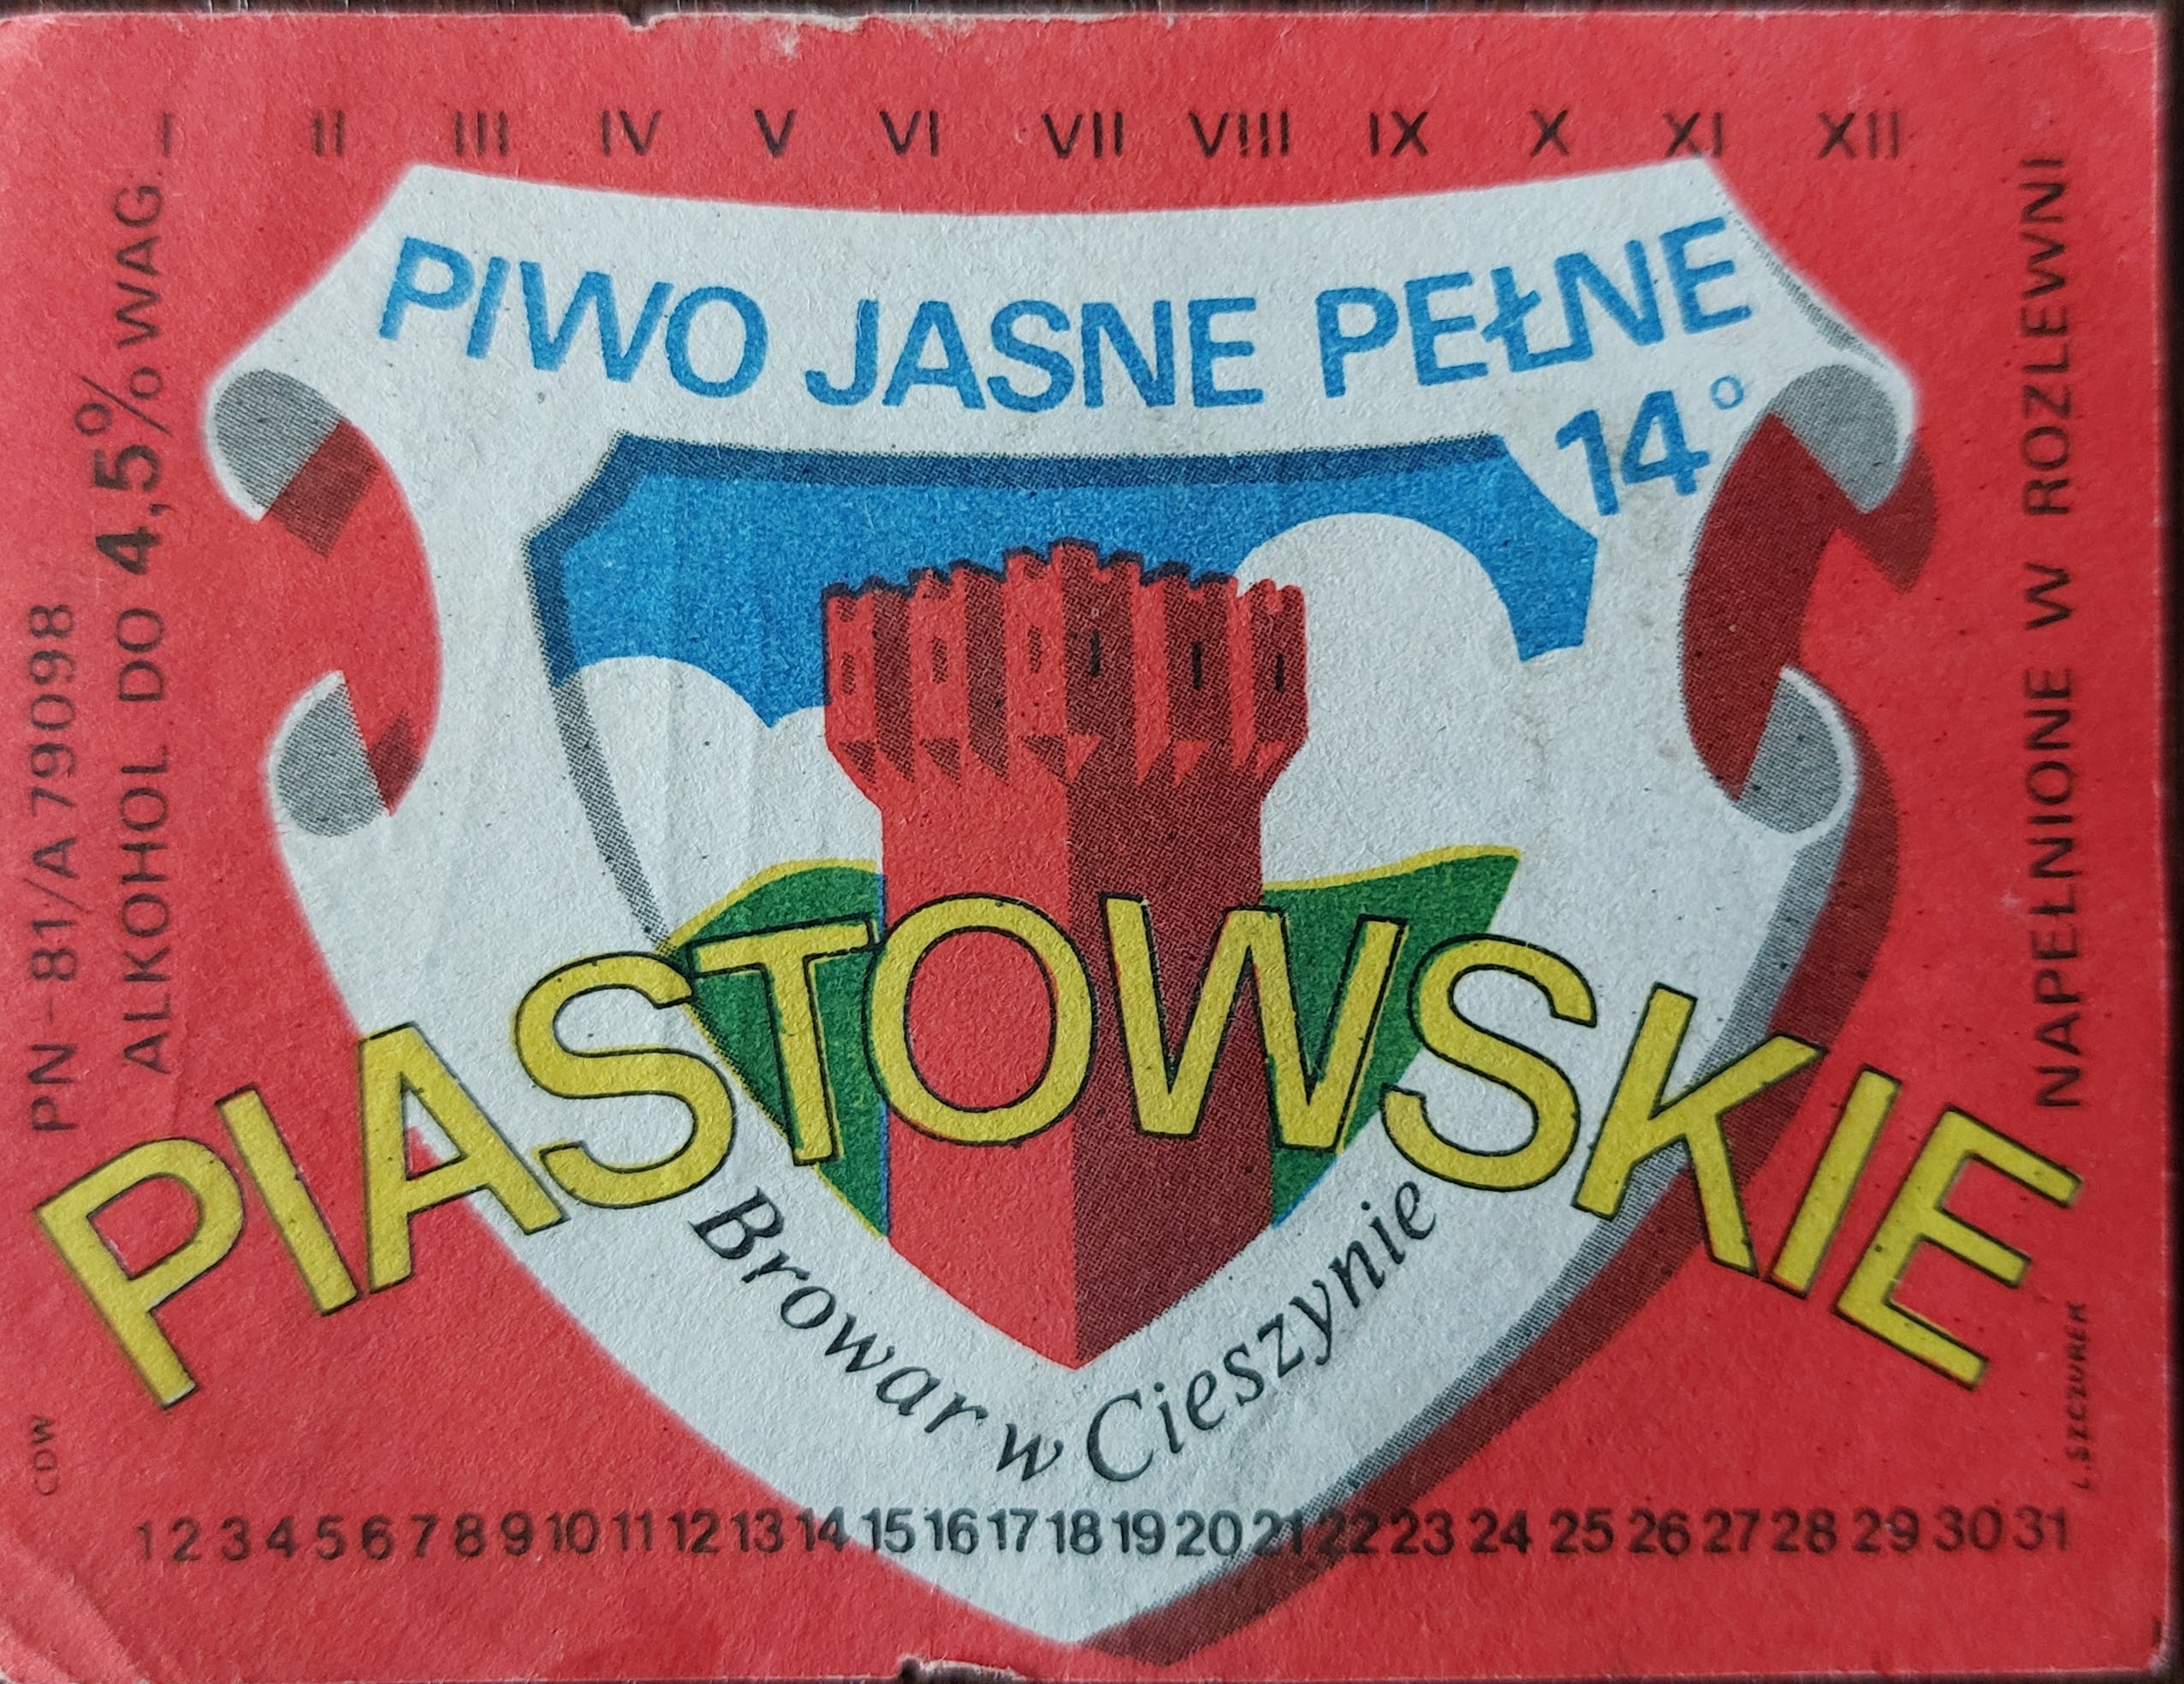 I II III IV V VI VII VIII IX X XI XII
PIWO JASNE PEŁNE
14°
PN-81/A 79098
ALKOHOL DO 4,5% WAG.
NAPEŁNIONE W ROZLEWNI
PIASTOWSKIE
Browar w Cieszynie
CDW
L.SZCZUREK
1 2 3 4 5 6 7 8 9 10 11 12 13 14 15 16 17 18 19 20 21 22 23 24 25 26 27 28 29 30 31